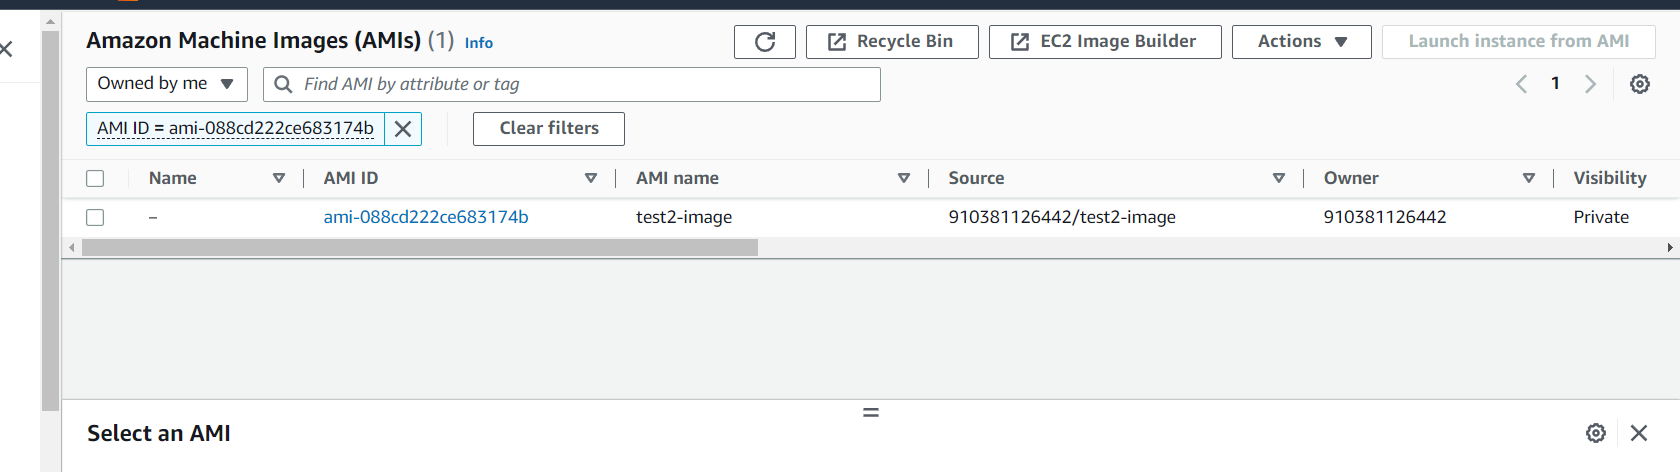 Amazon Machine Images (AMIs) (1) Info Recycle Bin EC2 Image Builder Actions Launch instance from AMI
Owned by me Find AMI by attribute or tag 1
AMI ID = ami-088cd222ce683174b Clear filters
Name AMI ID AMI name Source Owner Visibility
– ami-088cd222ce683174b test2-image 910381126442/test2-image 910381126442 Private
Select an AMI